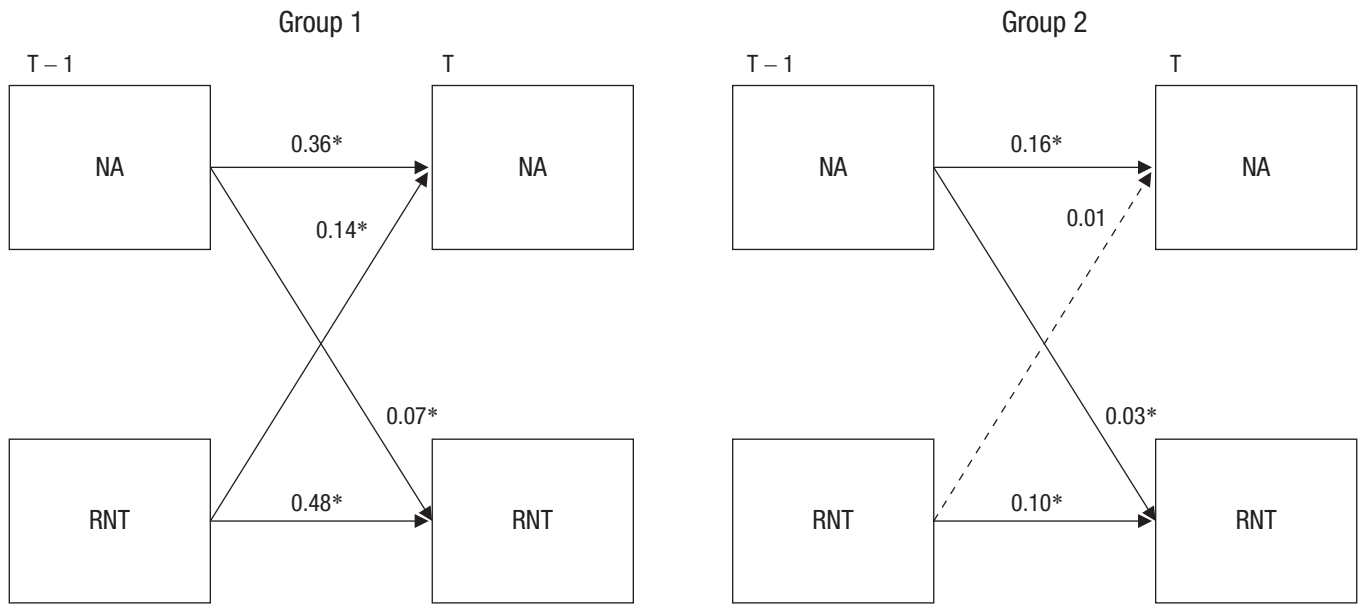 Group 1
T – 1
T
NA
0.36*
NA
0.14*
0.07*
RNT
0.48*
RNT
Group 2
T – 1
T
NA
0.16*
NA
0.01
0.03*
RNT
0.10*
RNT